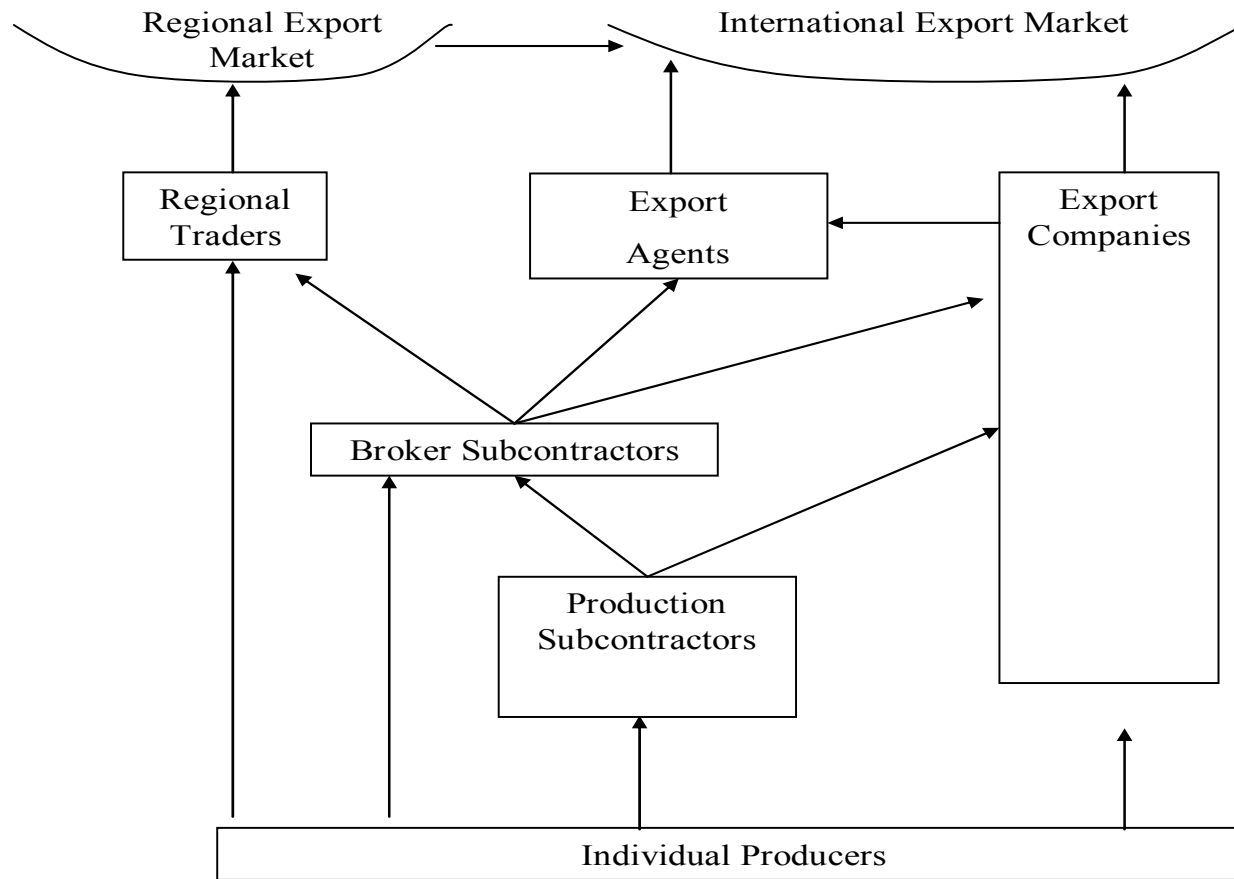 Regional Export
Market
International Export Market
Regional
Traders
Export
Agents
Export
Companies
Broker Subcontractors
Production
Subcontractors
Individual Producers